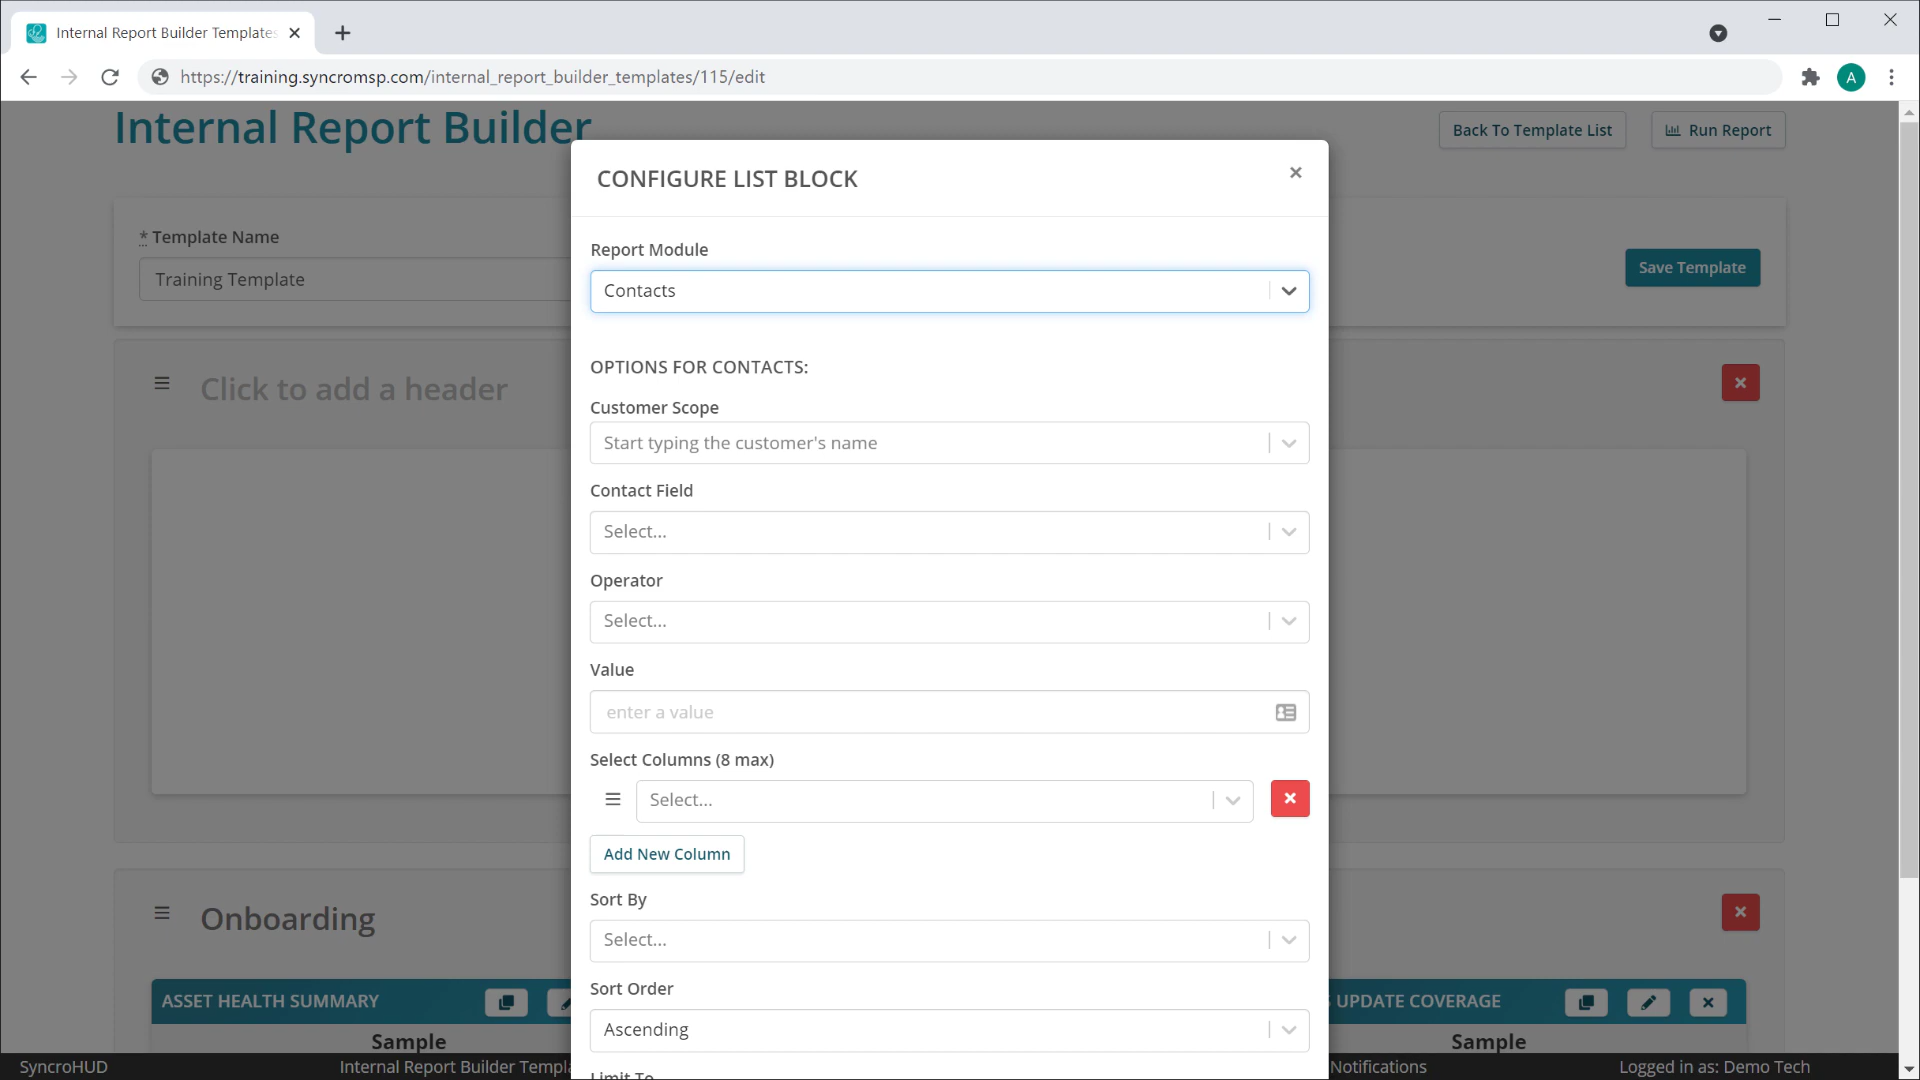 Internal Report Builder Templates
https://training.syncromsp.com/internal_report_builder_templates/115/edit
A
Internal Report Builder
Back To Template List
Run Report
CONFIGURE LIST BLOCK
* Template Name
Training Template
Save Template
Report Module
Contacts
OPTIONS FOR CONTACTS:
Click to add a header
Customer Scope
Start typing the customer's name
Contact Field
Select...
Operator
Select...
Value
enter a value
Select Columns (8 max)
Select...
Add New Column
Sort By
Select...
Onboarding
Sort Order
Ascending
ASSET HEALTH SUMMARY
UPDATE COVERAGE
Sample
Sample
Limit To
SyncroHUD
Internal Report Builder Templa
Notifications
Logged in as: Demo Tech